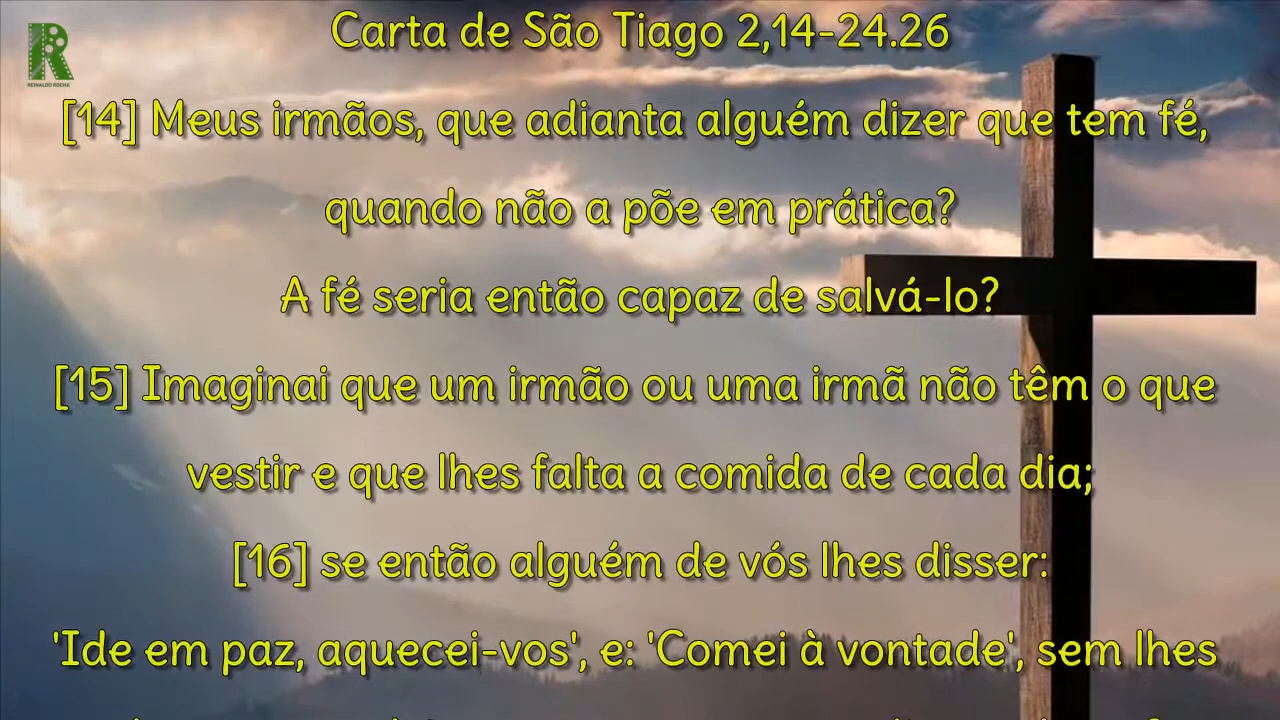 REINALDO ROCHA
Carta de São Tiago 2,14-24.26
[14] Meus irmãos, que adianta alguém dizer que tem fé,
quando não a põe em prática?
A fé seria então capaz de salvá-lo?
[15] Imaginai que um irmão ou uma irmã não têm o que
vestir e que lhes falta a comida de cada dia;
[16] se então alguém de vós lhes disser:
'Ide em paz, aquecei-vos', e: 'Comei à vontade', sem lhes